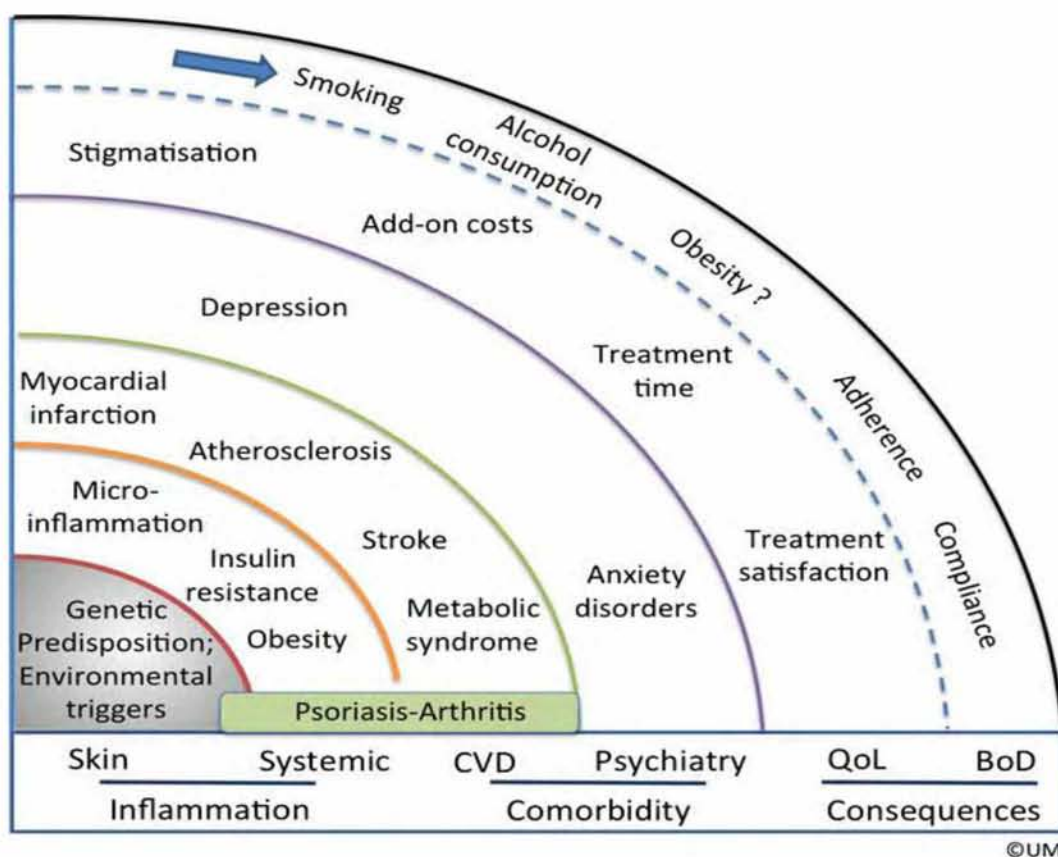 Smoking
Alcohol
consumption
Stigmatisation
Add-on costs
Obesity ?
Depression
Treatment
time
Adherence
Myocardial
infarction
Atherosclerosis
Micro-
inflammation
Stroke
Treatment
satisfaction
Compliance
Insulin
resistance
Anxiety
disorders
Genetic
Predisposition;
Environmental
triggers
Obesity
Metabolic
syndrome
Psoriasis-Arthritis
Skin Systemic CVD Psychiatry QoL BoD
Inflammation Comorbidity Consequences
©UM